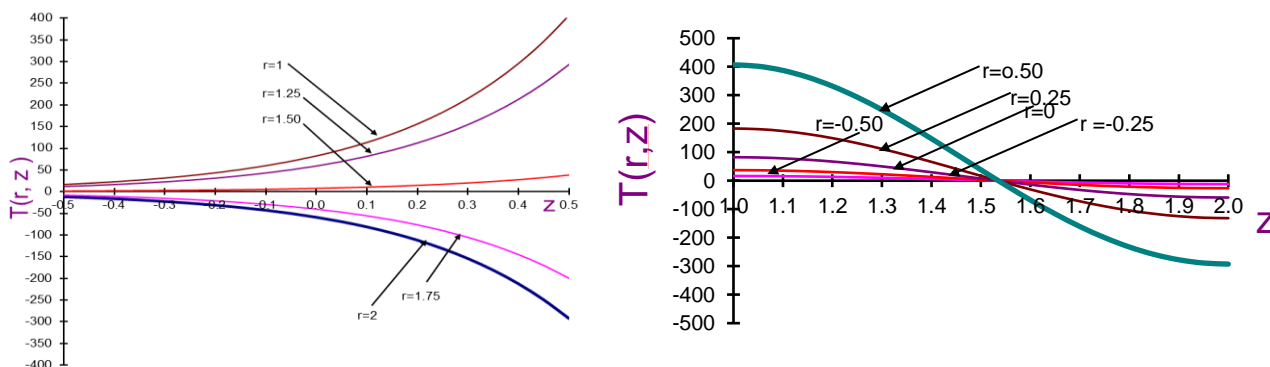 400
350
300
250
200
150
100
50
0
-50
-100
-150
-200
-250
-300
-350
-400
T(r, z)
-0.5 -0.4 -0.3 -0.2 -0.1 0.0 0.1 0.2 0.3 0.4 0.5
z
r=1
r=1.25
r=1.50
r=1.75
r=2
500
400
300
200
100
0
-100
-200
-300
-400
-500
T(r,z)
1.0 1.1 1.2 1.3 1.4 1.5 1.6 1.7 1.8 1.9 2.0
z
r=o.50
r=0.25
r=0
r=-0.50
r =-0.25